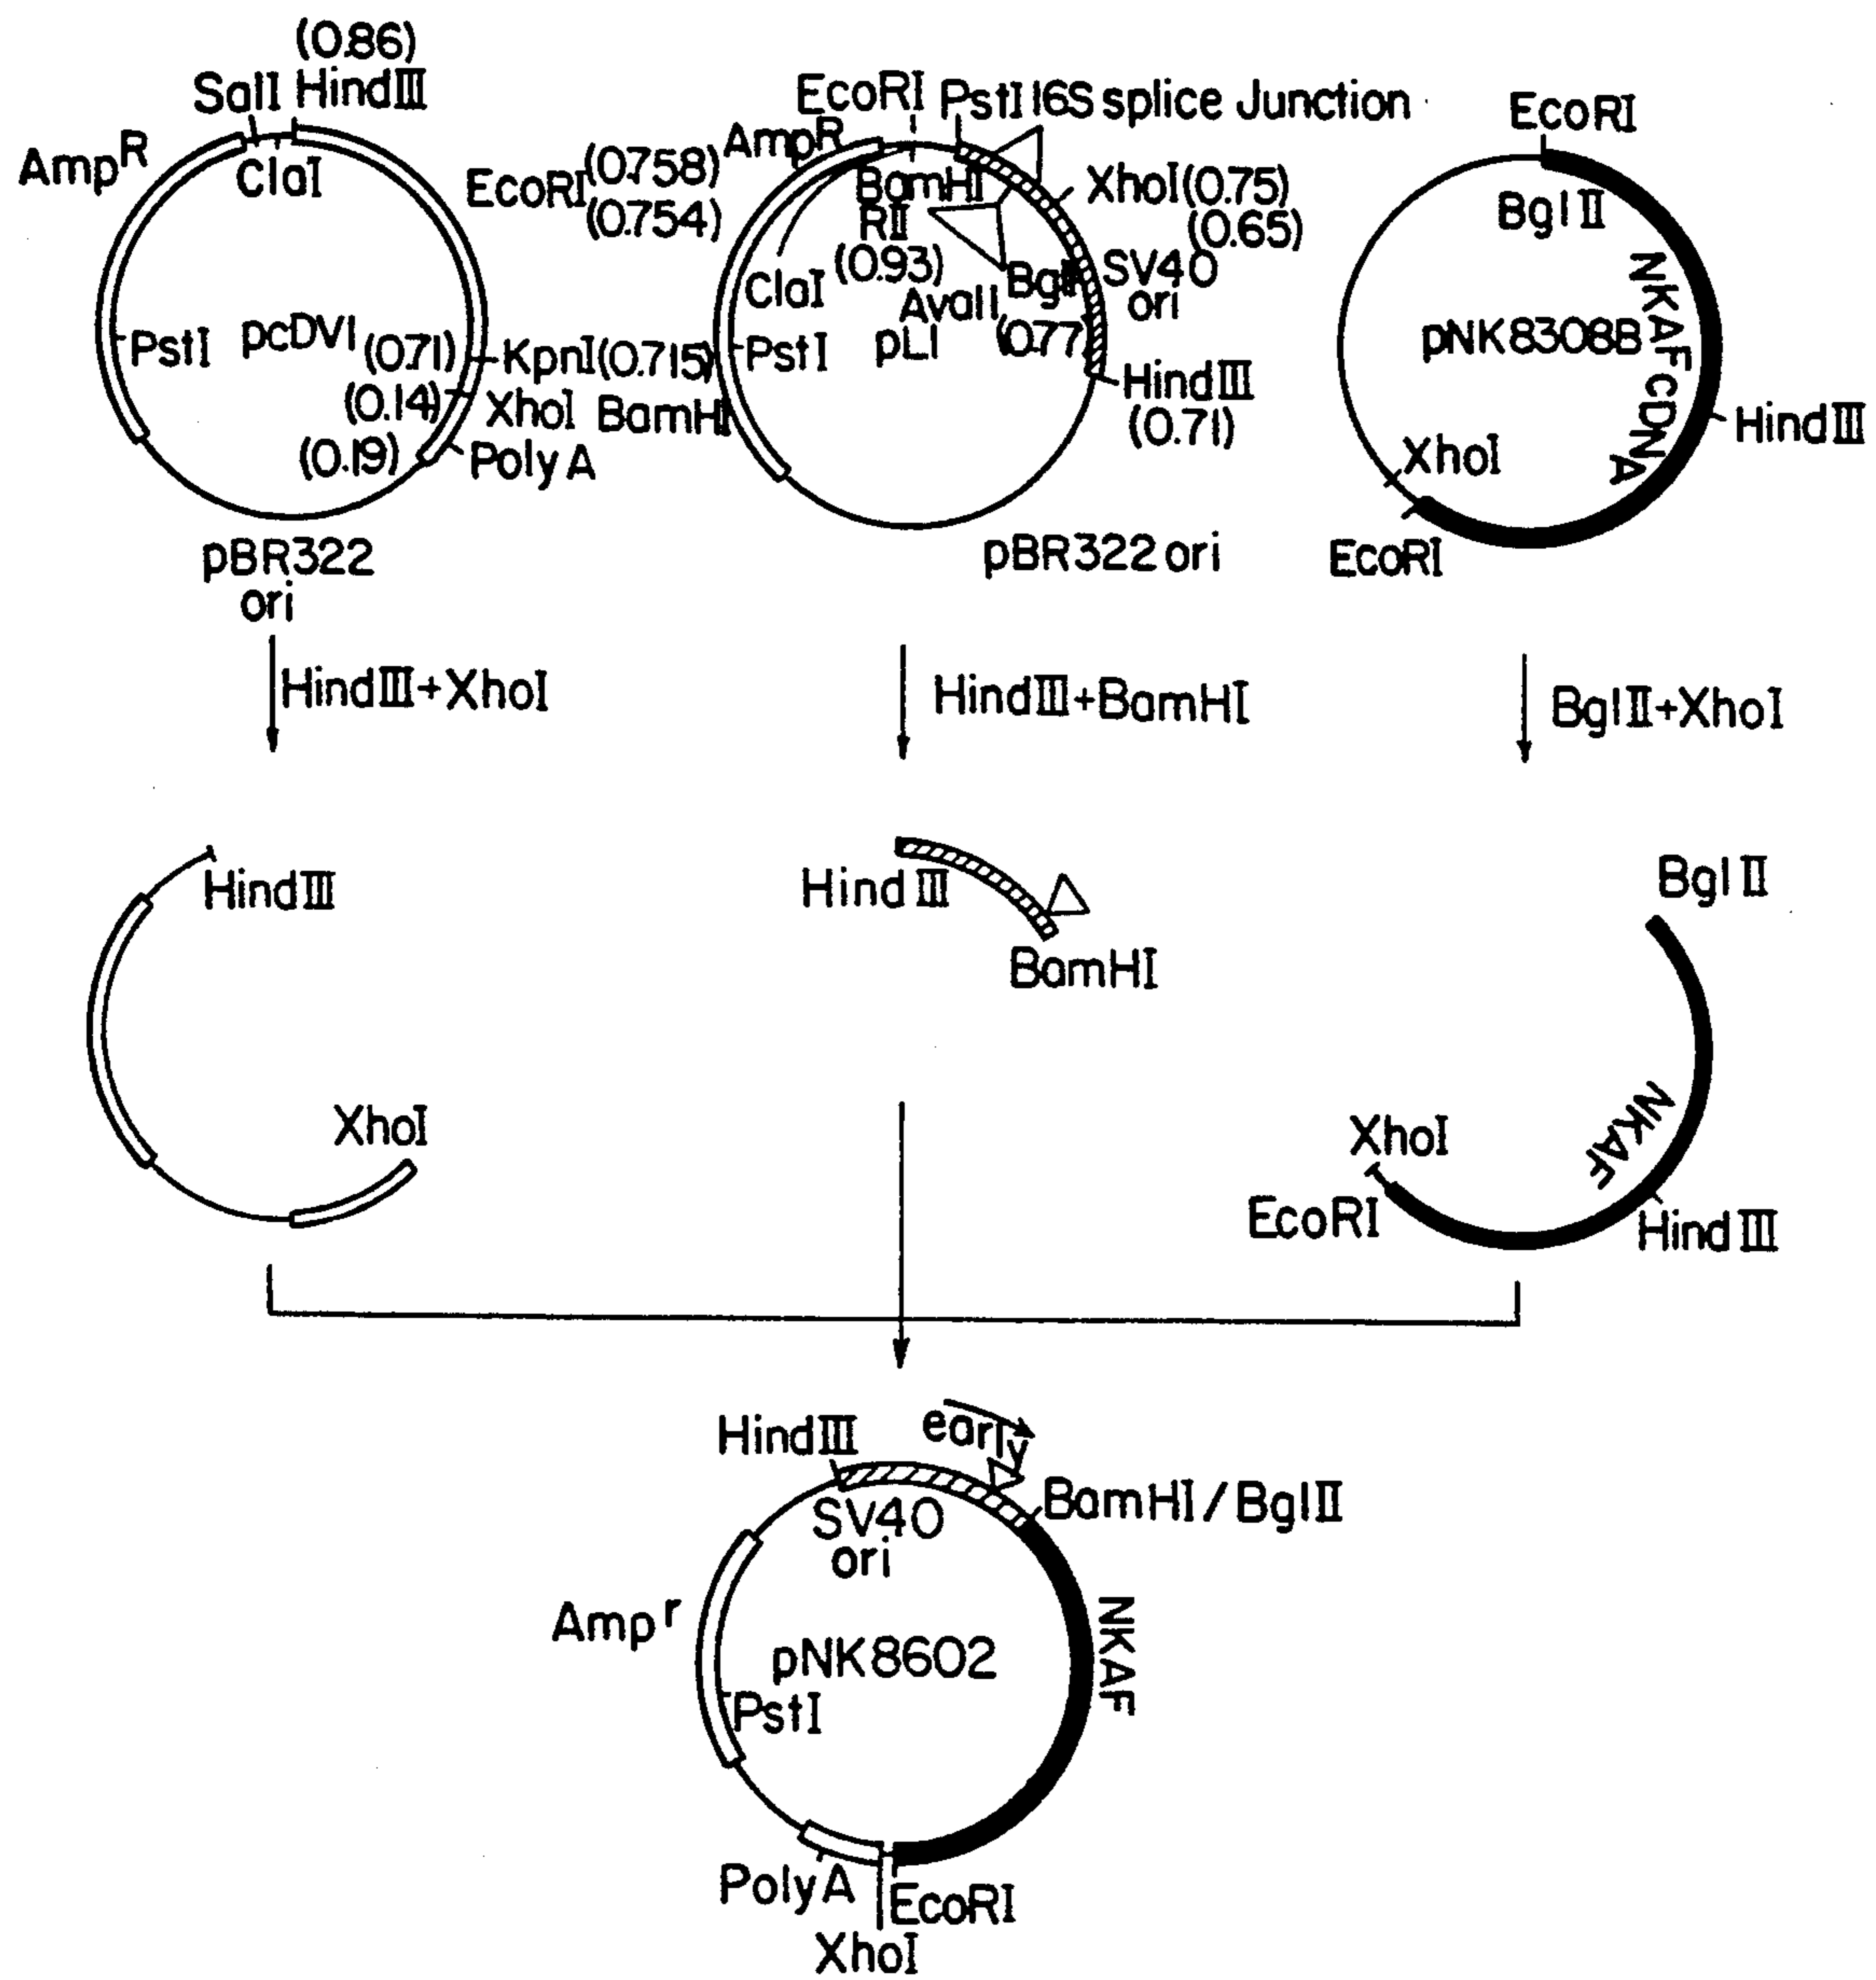 (0.86)
SalI HindIII
AmpR
ClaI
EcoRI(0.758)
(0.754)
PstI
pcDVI
(0.71)
KpnI(0.715)
(0.14)
XhoI BamHI
(0.19)
Poly A
pBR322
ori
EcoRI PstI 16S splice Junction
AmpR
BamHI
RII
(0.93)
XhoI(0.75)
(0.65)
ClaI
AvaII
SV40
ori
PstI
pLI
(0.77)
HindIII
(0.71)
pBR322 ori
EcoRI
BglII
NKAF cDNA
pNK8308B
HindIII
XhoI
EcoRI
HindIII+XhoI
HindIII+BamHI
BglII+XhoI
HindIII
XhoI
HindIII
BamHI
BglII
NKAF
XhoI
EcoRI
HindIII
HindIII
early
BamHI/BglII
SV40
ori
Amp r
NKAF
pNK8602
PstI
PolyA
EcoRI
XhoI